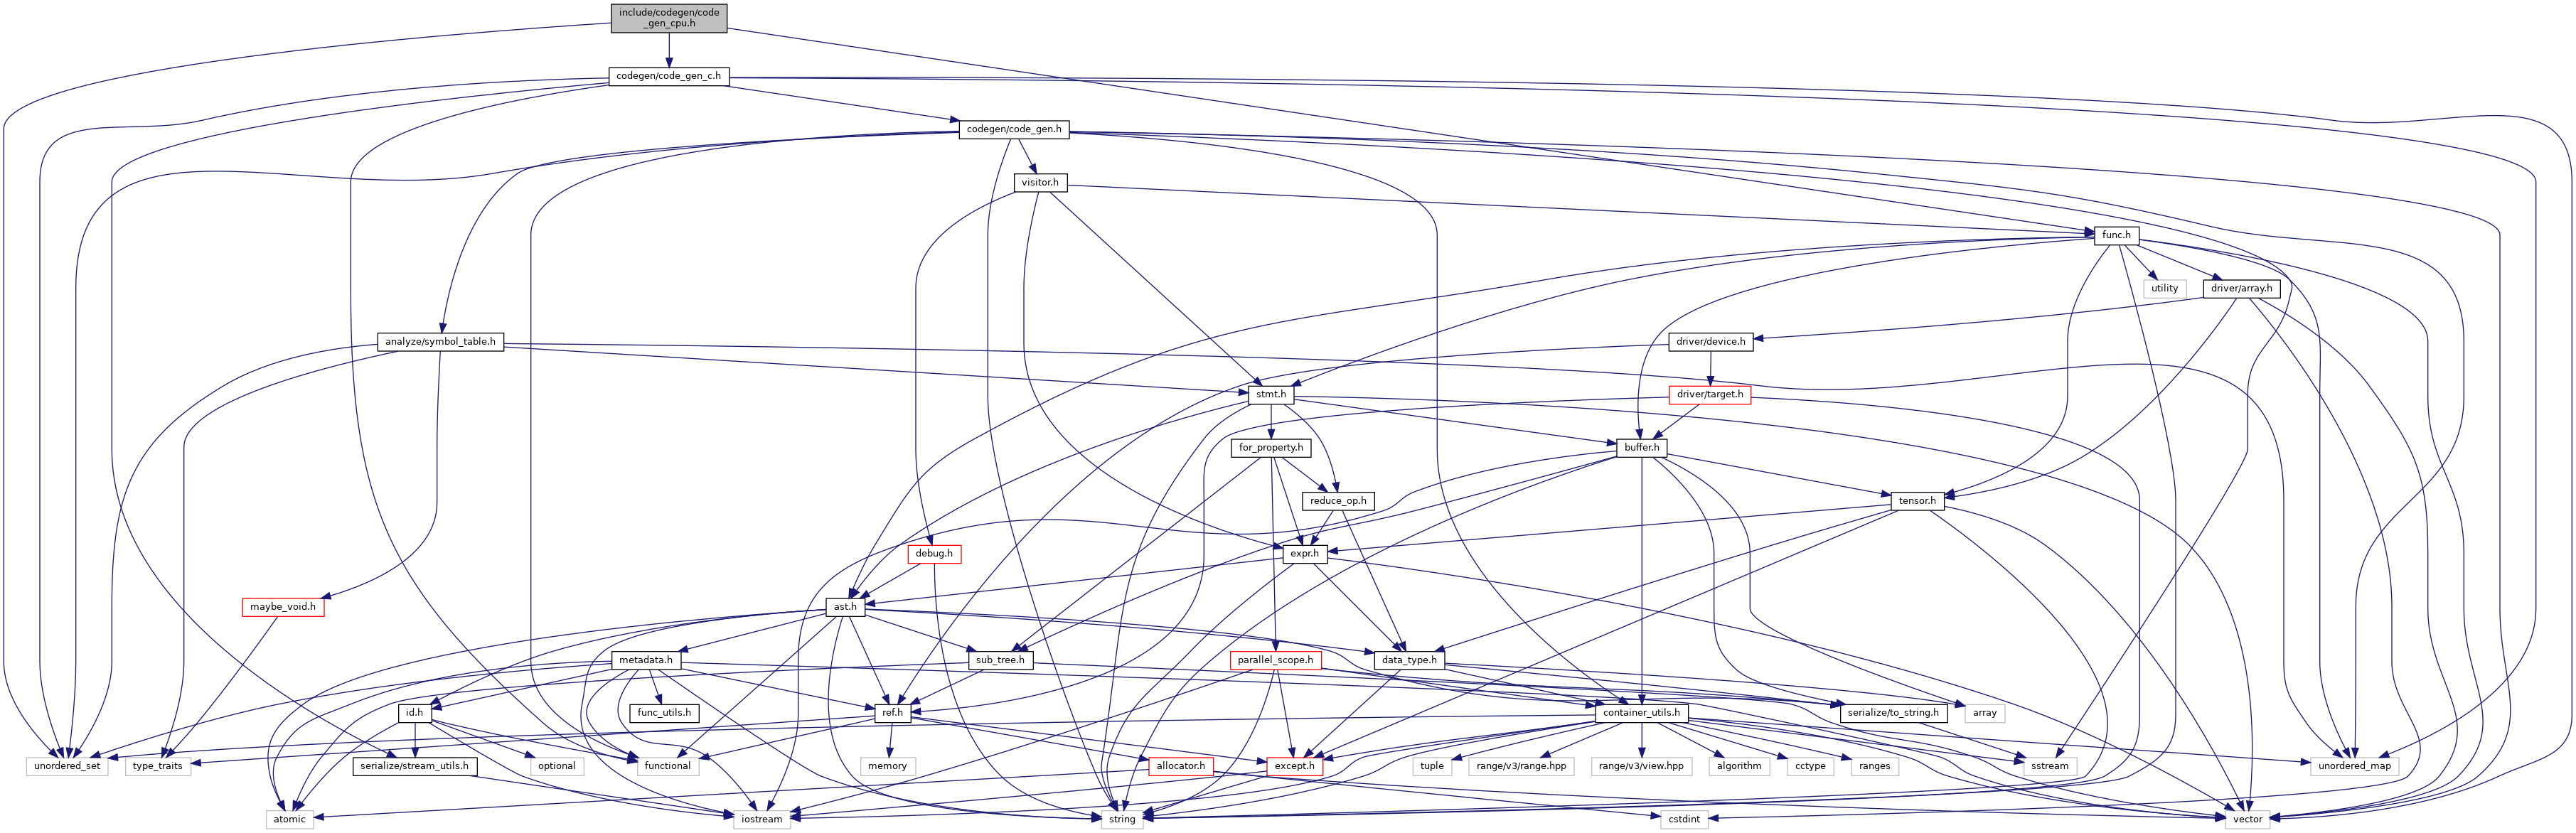 include/codegen/code
_gen_cpu.h
codegen/code_gen_c.h
codegen/code_gen.h
visitor.h
func.h
utility
driver/array.h
analyze/symbol_table.h
driver/device.h
stmt.h
driver/target.h
for_property.h
buffer.h
reduce_op.h
tensor.h
debug.h
expr.h
maybe_void.h
ast.h
metadata.h
sub_tree.h
parallel_scope.h
data_type.h
id.h
func_utils.h
ref.h
container_utils.h
serialize/to_string.h
array
unordered_set
type_traits
serialize/stream_utils.h
optional
functional
memory
allocator.h
except.h
tuple
range/v3/range.hpp
range/v3/view.hpp
algorithm
cctype
ranges
sstream
unordered_map
atomic
iostream
string
cstdint
vector